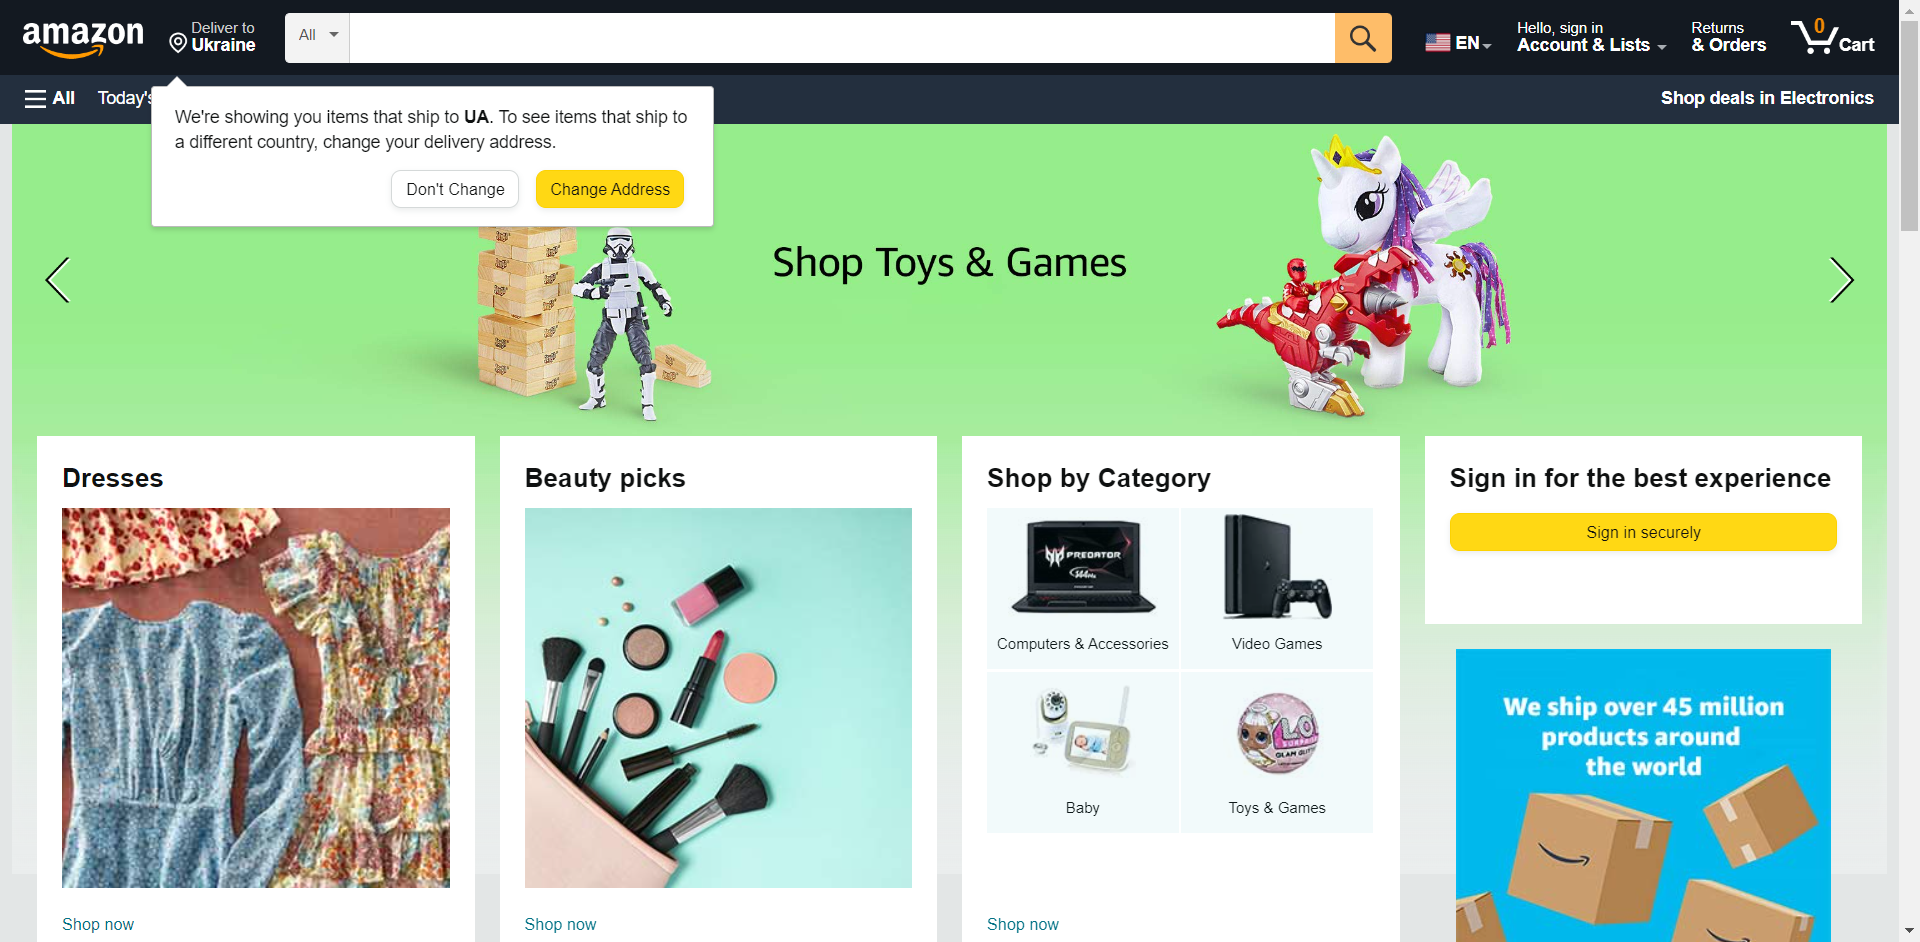 amazon
Deliver to
Ukraine
All
EN
Hello, sign in
Account & Lists
Returns
& Orders
0
Cart
All
Today's
Shop deals in Electronics
We're showing you items that ship to UA. To see items that ship to
a different country, change your delivery address.
Don't Change
Change Address
Shop Toys & Games
Dresses
Shop now
Beauty picks
Shop now
Shop by Category
PREDATOR
144Hz
Computers & Accessories
Video Games
Baby
L.O.L
SURPRISE
GLAM GLITTER
Toys & Games
Shop now
Sign in for the best experience
Sign in securely
We ship over 45 million
products around
the world